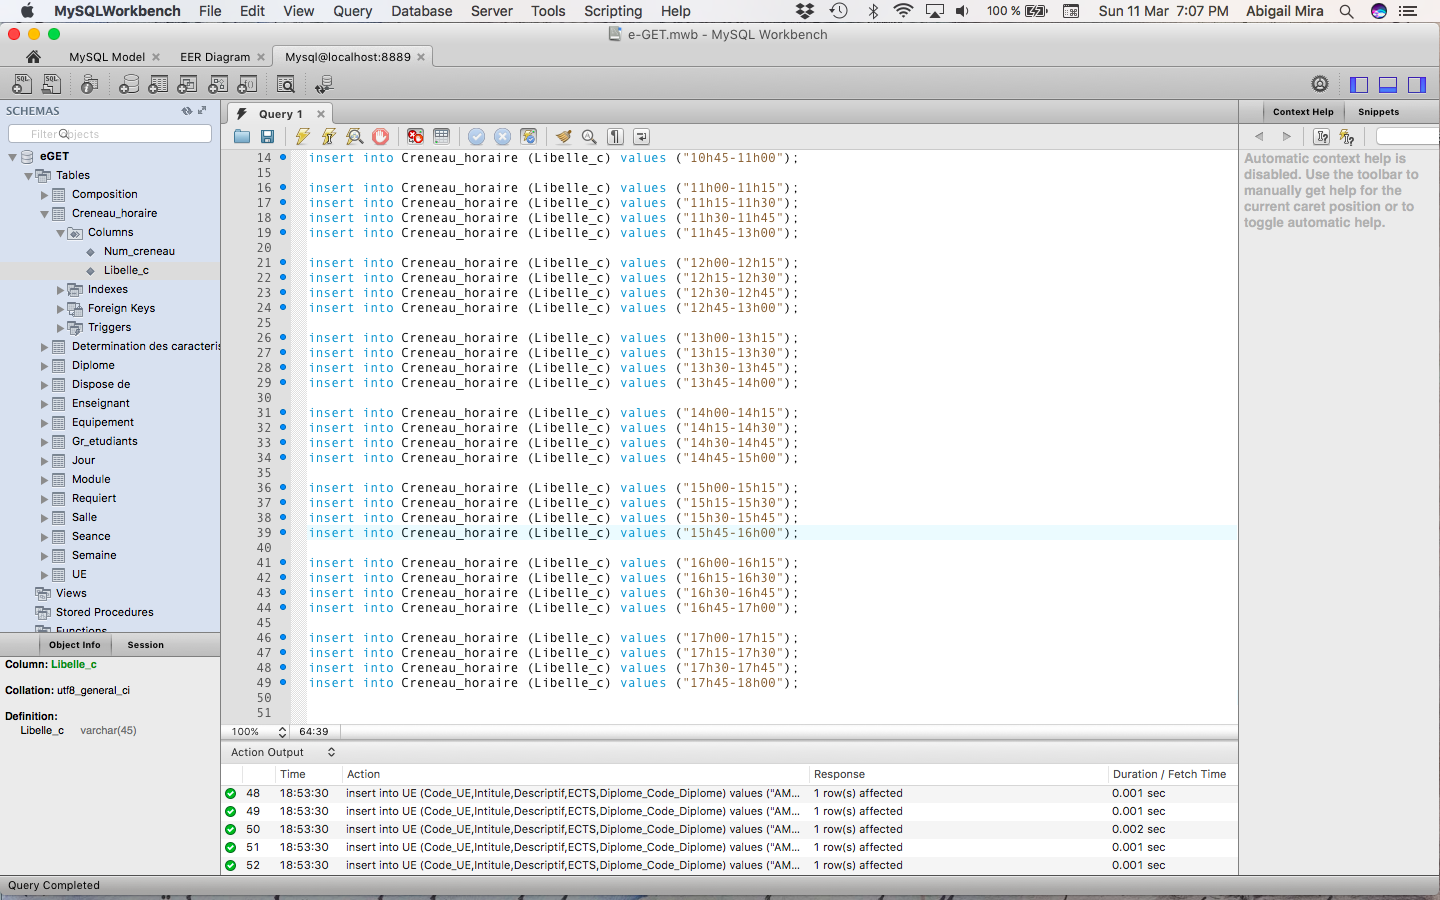 MySQLWorkbench File Edit View Query Database Server Tools Scripting Help 100 % Sun 11 Mar 7:07 PM Abigail Mira
e-GET.mwb - MySQL Workbench
MySQL Model EER Diagram Mysql@localhost:8889
SCHEMAS
Filter objects
eGET
Tables
Composition
Creneau_horaire
Columns
Num_creneau
Libelle_c
Indexes
Foreign Keys
Triggers
Determination des caracteris
Diplome
Dispose de
Enseignant
Equipement
Gr_etudiants
Jour
Module
Requiert
Salle
Seance
Semaine
UE
Views
Stored Procedures
Functions
Object Info Session
Column: Libelle_c
Collation: utf8_general_ci
Definition:
Libelle_c varchar(45)
Query 1
14 insert into Creneau_horaire (Libelle_c) values ("10h45-11h00");
15
16 insert into Creneau_horaire (Libelle_c) values ("11h00-11h15");
17 insert into Creneau_horaire (Libelle_c) values ("11h15-11h30");
18 insert into Creneau_horaire (Libelle_c) values ("11h30-11h45");
19 insert into Creneau_horaire (Libelle_c) values ("11h45-13h00");
20
21 insert into Creneau_horaire (Libelle_c) values ("12h00-12h15");
22 insert into Creneau_horaire (Libelle_c) values ("12h15-12h30");
23 insert into Creneau_horaire (Libelle_c) values ("12h30-12h45");
24 insert into Creneau_horaire (Libelle_c) values ("12h45-13h00");
25
26 insert into Creneau_horaire (Libelle_c) values ("13h00-13h15");
27 insert into Creneau_horaire (Libelle_c) values ("13h15-13h30");
28 insert into Creneau_horaire (Libelle_c) values ("13h30-13h45");
29 insert into Creneau_horaire (Libelle_c) values ("13h45-14h00");
30
31 insert into Creneau_horaire (Libelle_c) values ("14h00-14h15");
32 insert into Creneau_horaire (Libelle_c) values ("14h15-14h30");
33 insert into Creneau_horaire (Libelle_c) values ("14h30-14h45");
34 insert into Creneau_horaire (Libelle_c) values ("14h45-15h00");
35
36 insert into Creneau_horaire (Libelle_c) values ("15h00-15h15");
37 insert into Creneau_horaire (Libelle_c) values ("15h15-15h30");
38 insert into Creneau_horaire (Libelle_c) values ("15h30-15h45");
39 insert into Creneau_horaire (Libelle_c) values ("15h45-16h00");
40
41 insert into Creneau_horaire (Libelle_c) values ("16h00-16h15");
42 insert into Creneau_horaire (Libelle_c) values ("16h15-16h30");
43 insert into Creneau_horaire (Libelle_c) values ("16h30-16h45");
44 insert into Creneau_horaire (Libelle_c) values ("16h45-17h00");
45
46 insert into Creneau_horaire (Libelle_c) values ("17h00-17h15");
47 insert into Creneau_horaire (Libelle_c) values ("17h15-17h30");
48 insert into Creneau_horaire (Libelle_c) values ("17h30-17h45");
49 insert into Creneau_horaire (Libelle_c) values ("17h45-18h00");
50
51
100% 64:39
Action Output
Time Action Response Duration / Fetch Time
48 18:53:30 insert into UE (Code_UE,Intitule,Descriptif,ECTS,Diplome_Code_Diplome) values ("AM... 1 row(s) affected 0.001 sec
49 18:53:30 insert into UE (Code_UE,Intitule,Descriptif,ECTS,Diplome_Code_Diplome) values ("AM... 1 row(s) affected 0.001 sec
50 18:53:30 insert into UE (Code_UE,Intitule,Descriptif,ECTS,Diplome_Code_Diplome) values ("AM... 1 row(s) affected 0.002 sec
51 18:53:30 insert into UE (Code_UE,Intitule,Descriptif,ECTS,Diplome_Code_Diplome) values ("AM... 1 row(s) affected 0.001 sec
52 18:53:30 insert into UE (Code_UE,Intitule,Descriptif,ECTS,Diplome_Code_Diplome) values ("AM... 1 row(s) affected 0.001 sec
Context Help Snippets
Automatic context help is
disabled. Use the toolbar to
manually get help for the
current caret position or to
toggle automatic help.
Query Completed